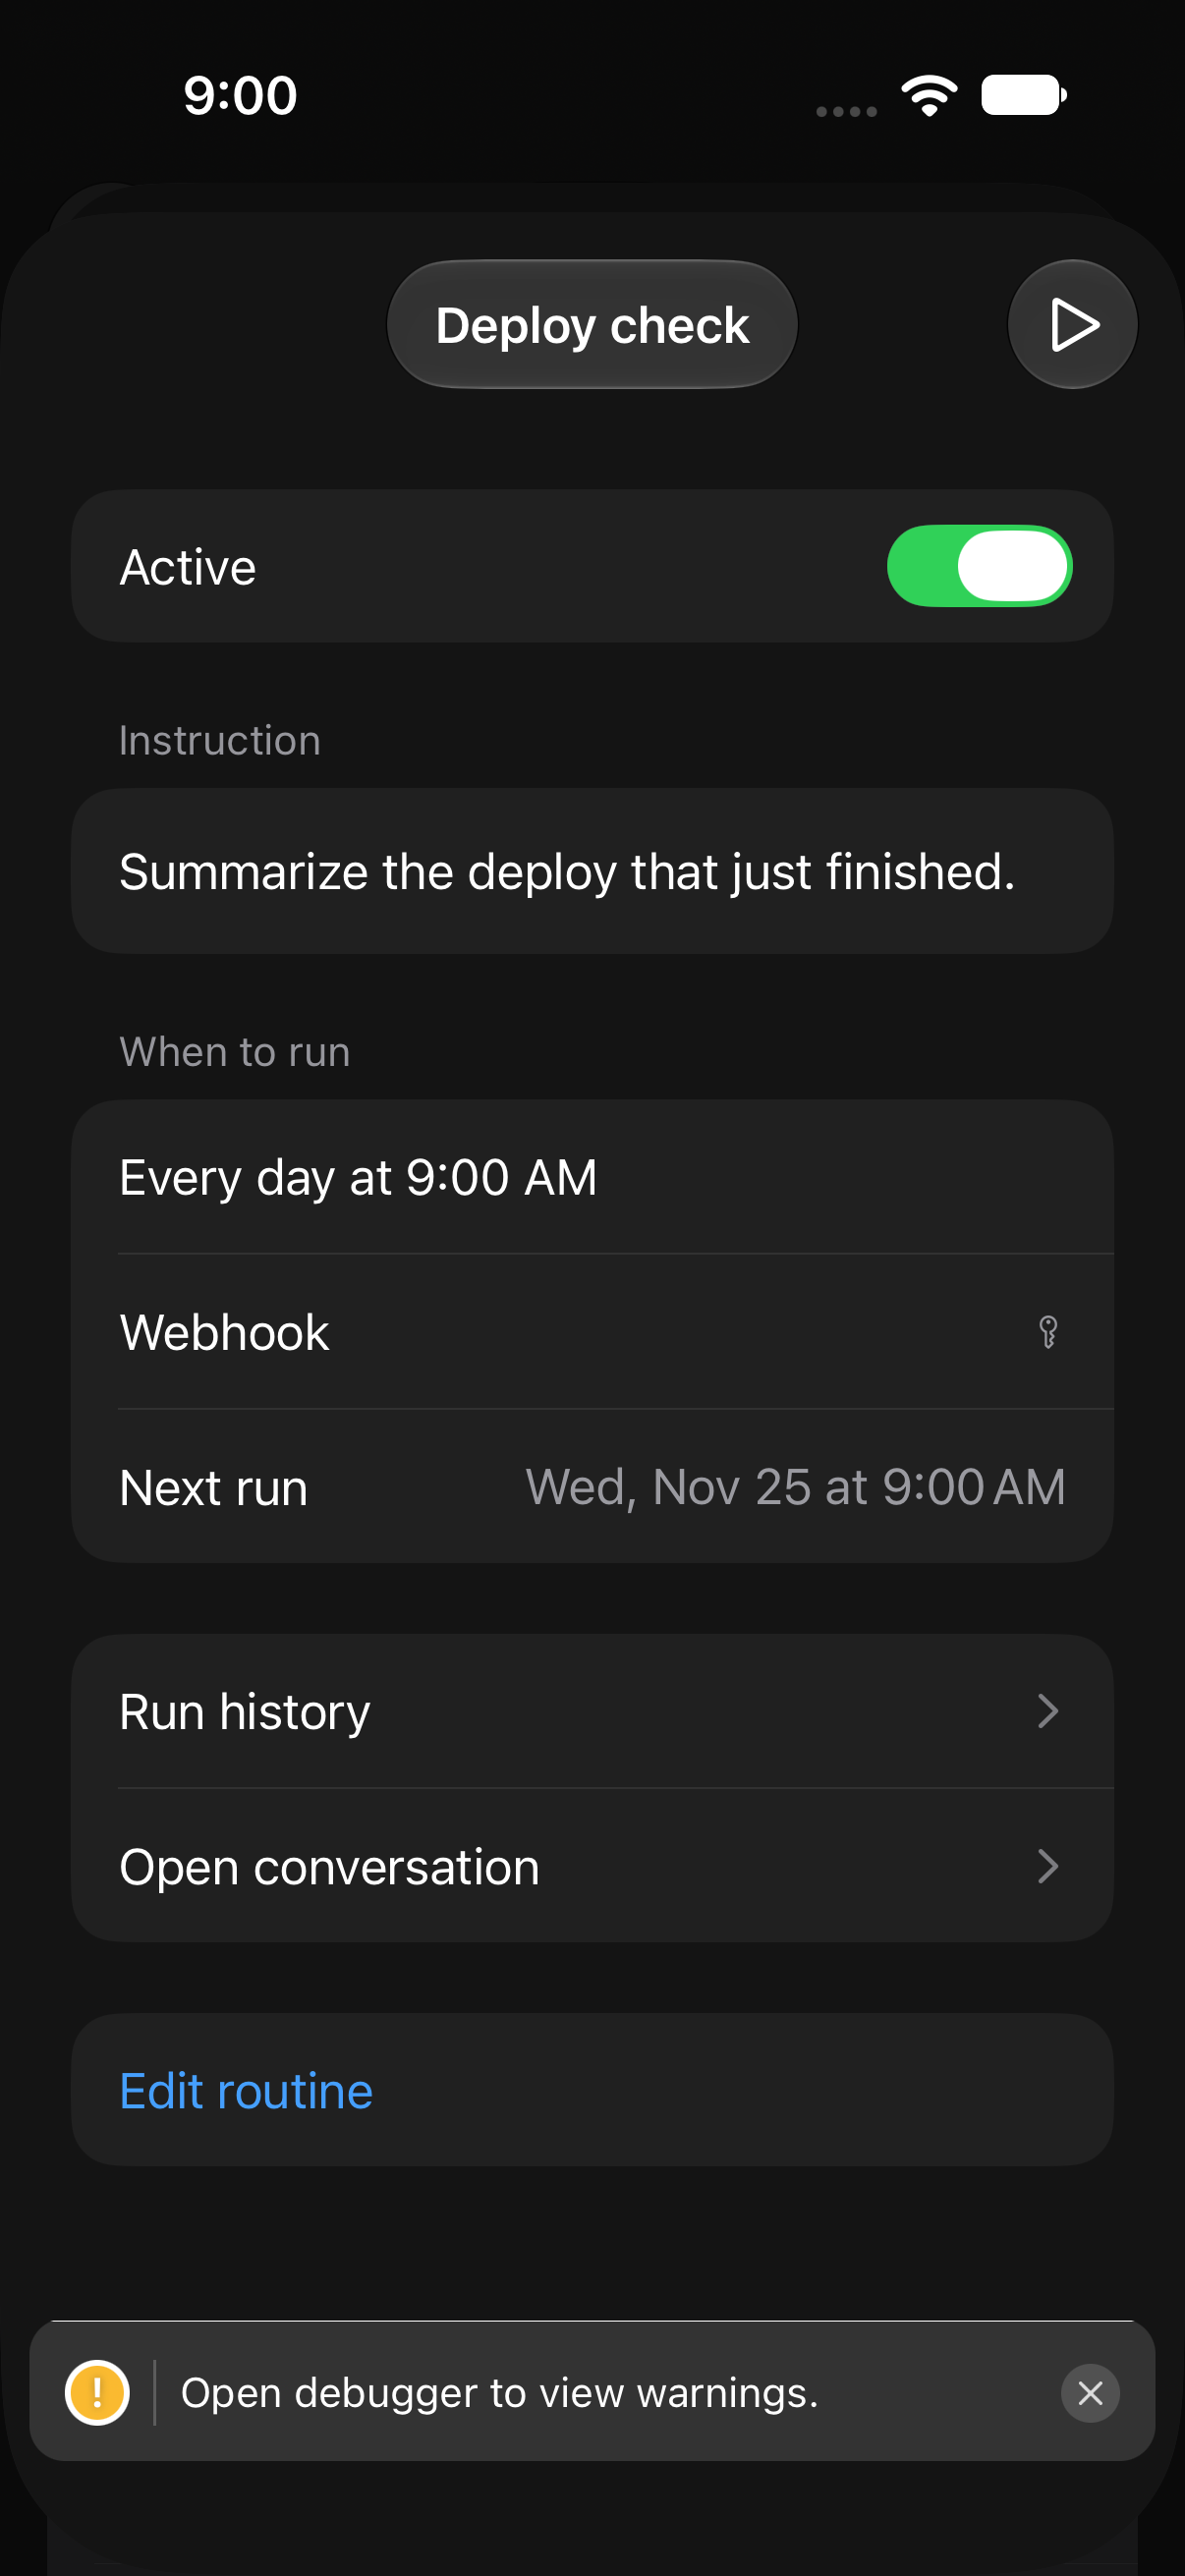 9:00
Deploy check
Active
Instruction
Summarize the deploy that just finished.
When to run
Every day at 9:00 AM
Webhook
Next run
Wed, Nov 25 at 9:00 AM
Run history
Open conversation
Edit routine
! Open debugger to view warnings.